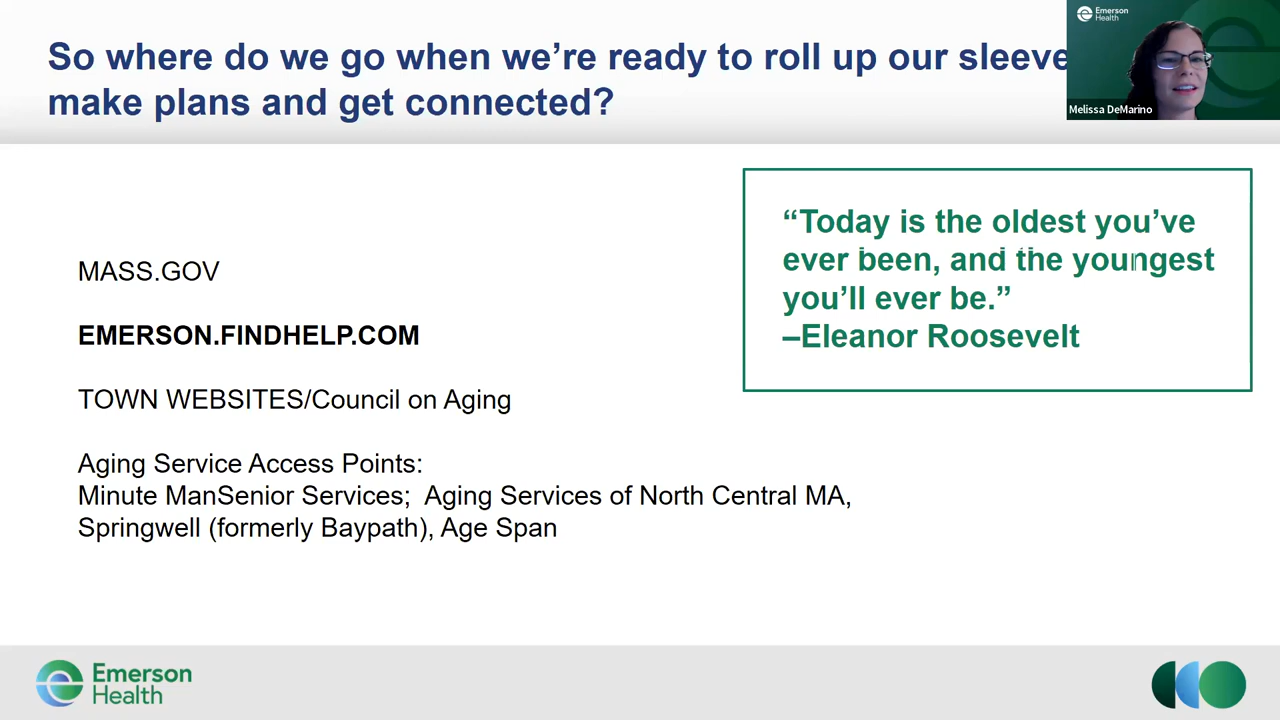 So where do we go when we’re ready to roll up our sleeve
make plans and get connected?
Emerson
Health
Melissa DeMarino
“Today is the oldest you’ve
ever been, and the youngest
you’ll ever be.”
–Eleanor Roosevelt
MASS.GOV
EMERSON.FINDHELP.COM
TOWN WEBSITES/Council on Aging
Aging Service Access Points:
Minute ManSenior Services;  Aging Services of North Central MA,
Springwell (formerly Baypath), Age Span
Emerson
Health